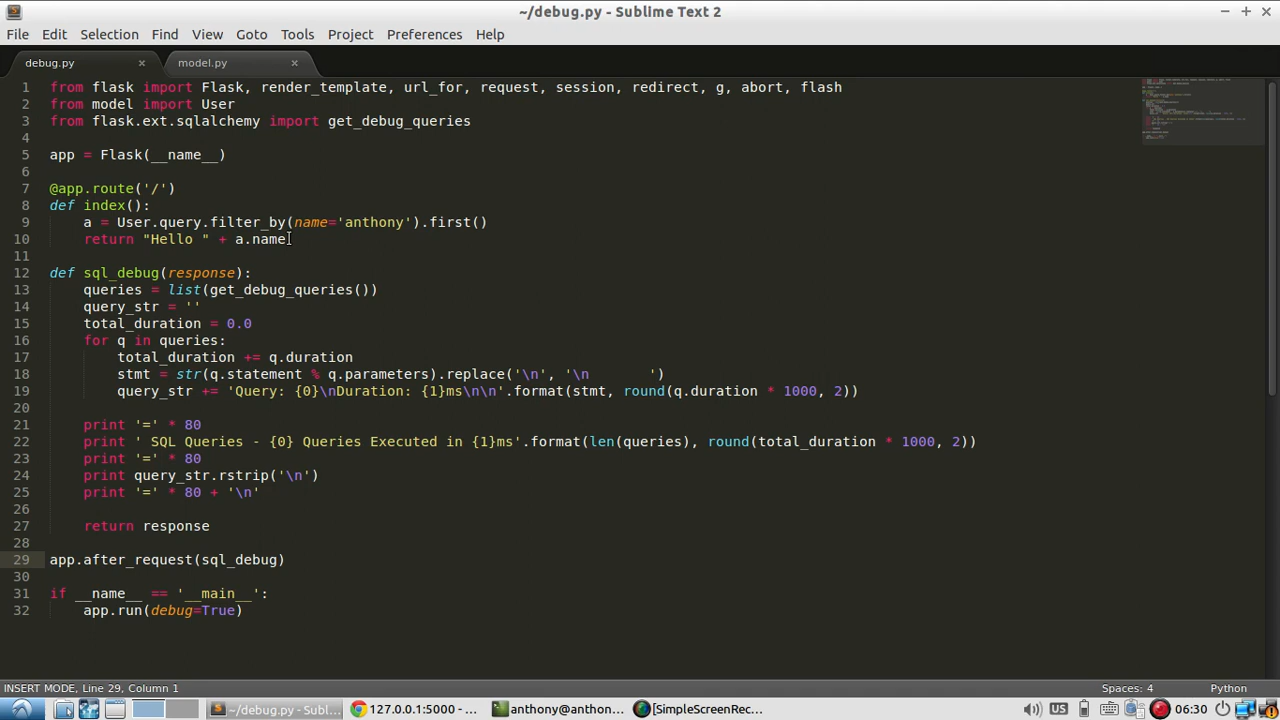 ~/debug.py - Sublime Text 2
File Edit Selection Find View Goto Tools Project Preferences Help
debug.py model.py
1 from flask import Flask, render_template, url_for, request, session, redirect, g, abort, flash
2 from model import User
3 from flask.ext.sqlalchemy import get_debug_queries
4
5 app = Flask(__name__)
6
7 @app.route('/')
8 def index():
9     a = User.query.filter_by(name='anthony').first()
10     return "Hello " + a.name
11
12 def sql_debug(response):
13     queries = list(get_debug_queries())
14     query_str = ''
15     total_duration = 0.0
16     for q in queries:
17         total_duration += q.duration
18         stmt = str(q.statement % q.parameters).replace('\n', '\n       ')
19         query_str += 'Query: {0}\nDuration: {1}ms\n\n'.format(stmt, round(q.duration * 1000, 2))
20
21     print '=' * 80
22     print ' SQL Queries - {0} Queries Executed in {1}ms'.format(len(queries), round(total_duration * 1000, 2))
23     print '=' * 80
24     print query_str.rstrip('\n')
25     print '=' * 80 + '\n'
26
27     return response
28
29 app.after_request(sql_debug)
30
31 if __name__ == '__main__':
32     app.run(debug=True)
INSERT MODE, Line 29, Column 1 Spaces: 4 Python
~/debug.py - Subl... 127.0.0.1:5000 - ... anthony@anthon... [SimpleScreenRec... US 06:30